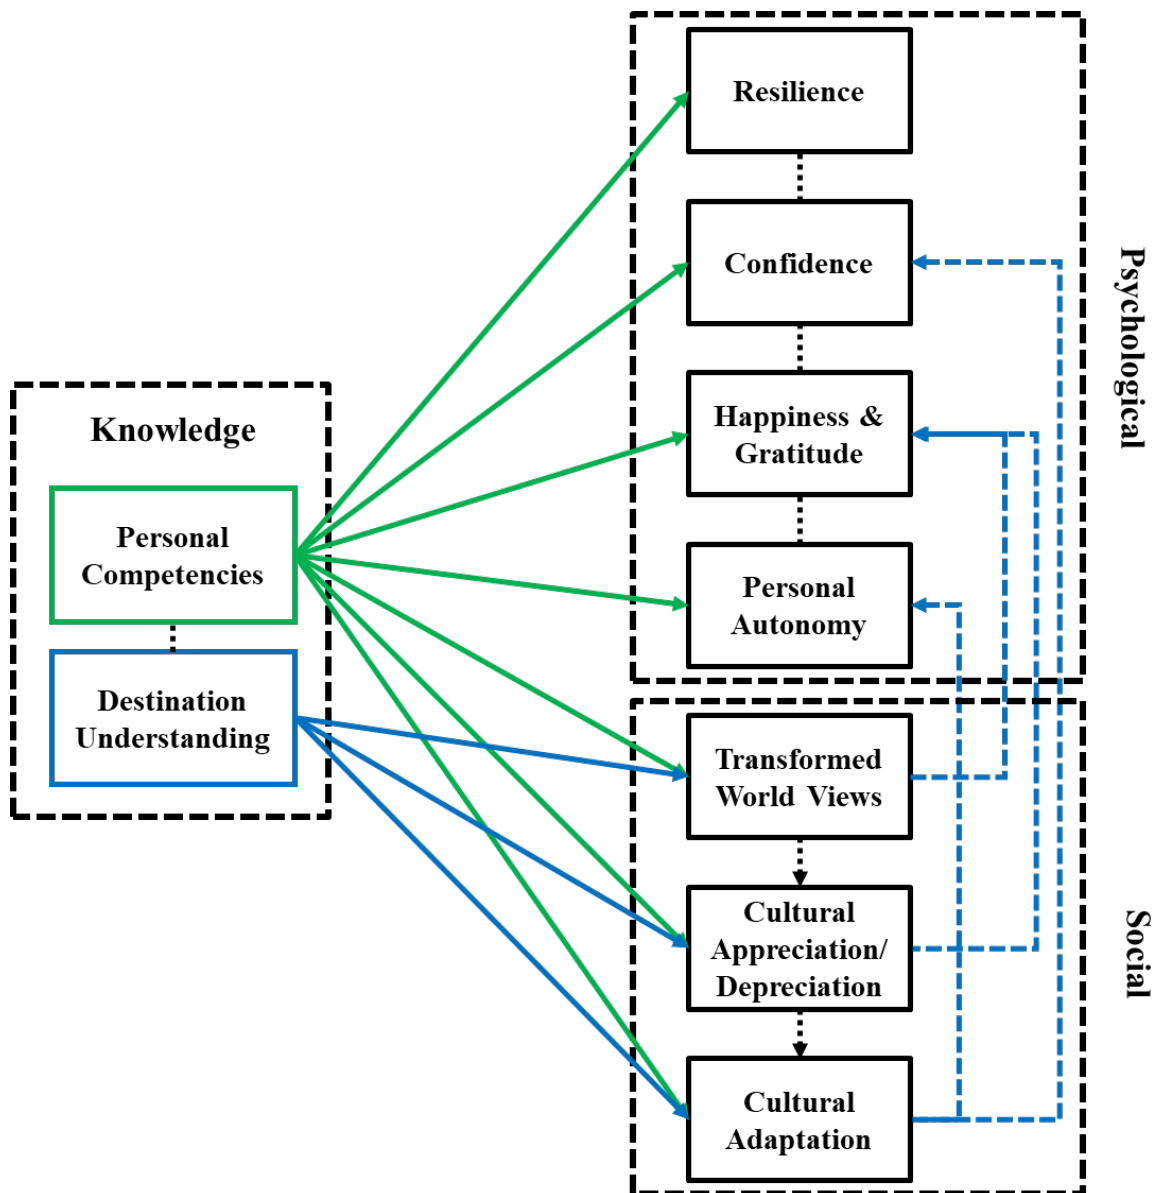 Knowledge
Personal
Competencies
Destination
Understanding
Resilience
Confidence
Happiness &
Gratitude
Personal
Autonomy
Psychological
Transformed
World Views
Cultural
Appreciation/
Depreciation
Cultural
Adaptation
Social